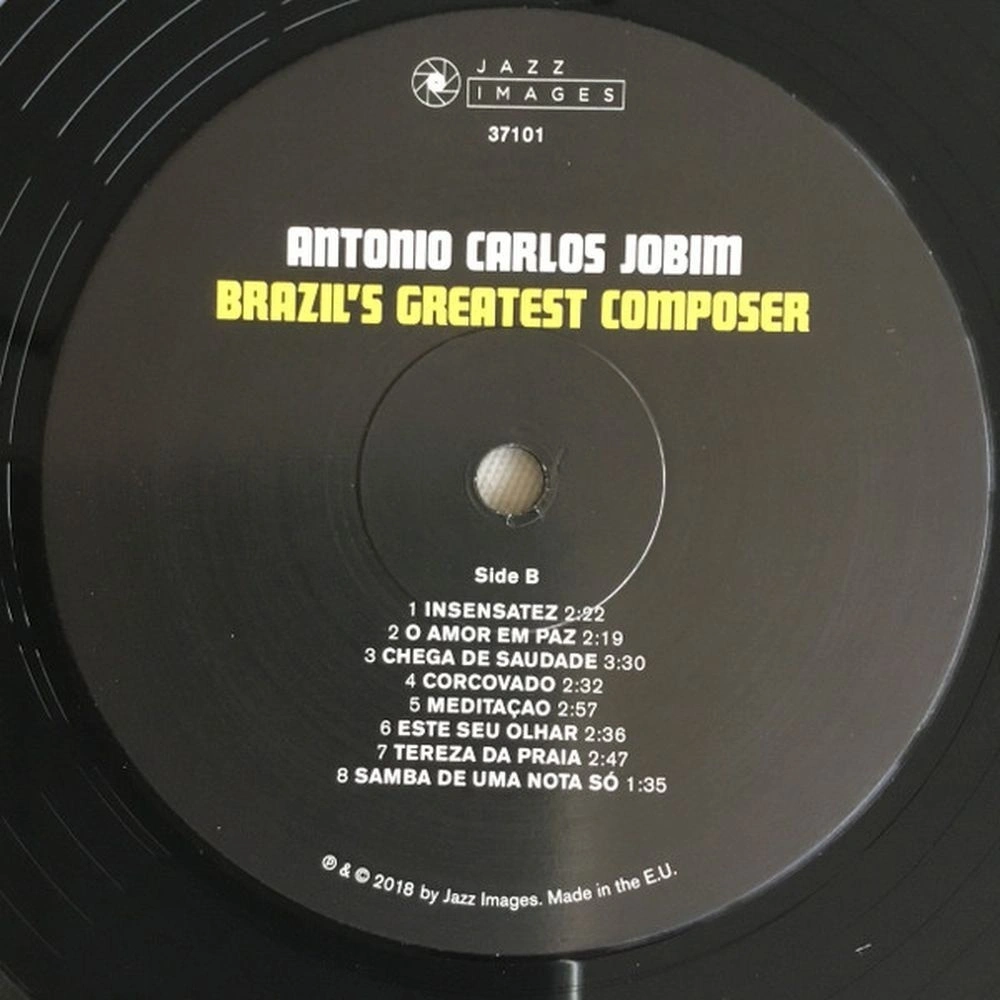 JAZZ
IMAGES
37101
ANTONIO CARLOS JOBIM
BRAZIL'S GREATEST COMPOSER
Side B
1 INSENSATEZ 2:22
2 O AMOR EM PAZ 2:19
3 CHEGA DE SAUDADE 3:30
4 CORCOVADO 2:32
5 MEDITAÇAO 2:57
6 ESTE SEU OLHAR 2:36
7 TEREZA DA PRAIA 2:47
8 SAMBA DE UMA NOTA SÓ 1:35
℗ & © 2018 by Jazz Images. Made in the E.U.